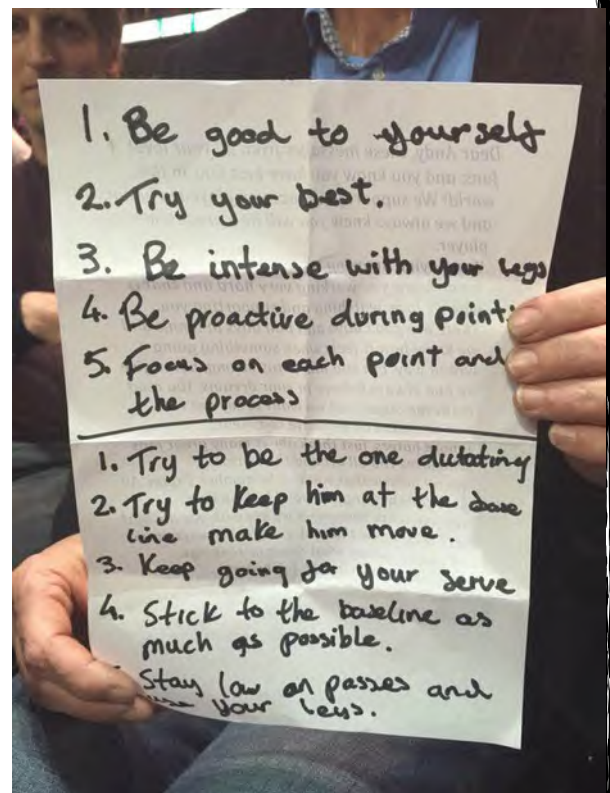 1. Be good to yourself
2. Try your best.
3. Be intense with your legs
4. Be proactive during point
5. Focus on each point and
the process
1. Try to be the one dictating
2. Try to keep him at the base
line make him move.
3. Keep going for your serve
4. Stick to the baseline as
much as possible.
Stay low on passes and
use your legs.